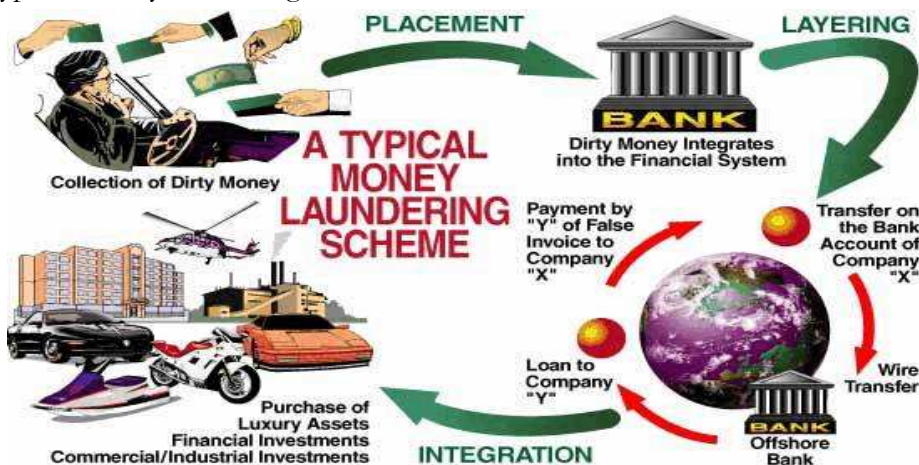 PLACEMENT
LAYERING
BANK
Dirty Money Integrates
into the Financial System
Collection of Dirty Money
A TYPICAL
MONEY
LAUNDERING
SCHEME
Payment by
"Y" of False
Invoice to
Company
"X"
Transfer on
the Bank
Account of
Company
"X"
Loan to
Company
"Y"
Wire
Transfer
BANK
Offshore
Bank
Purchase of
Luxury Assets
Financial Investments
Commercial/Industrial Investments
INTEGRATION